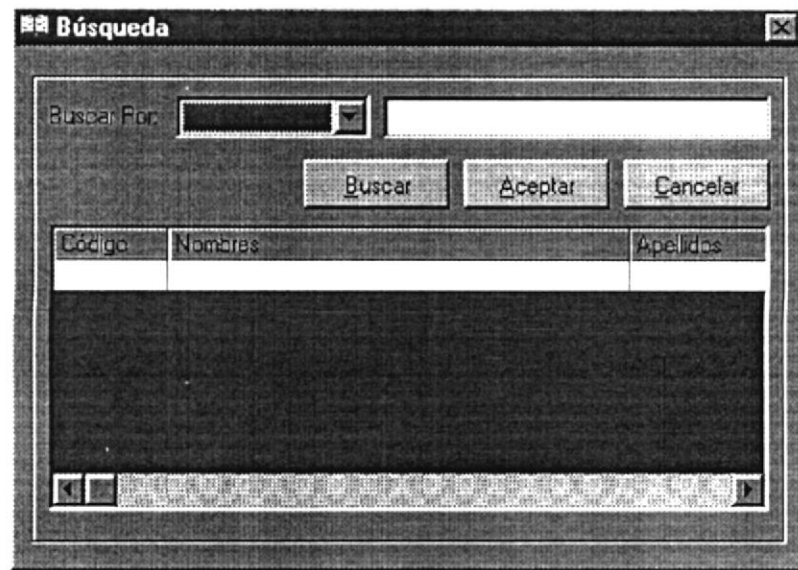 Búsqueda
Buscar Por:
Buscar Aceptar Cancelar
Código Nombres Apellidos